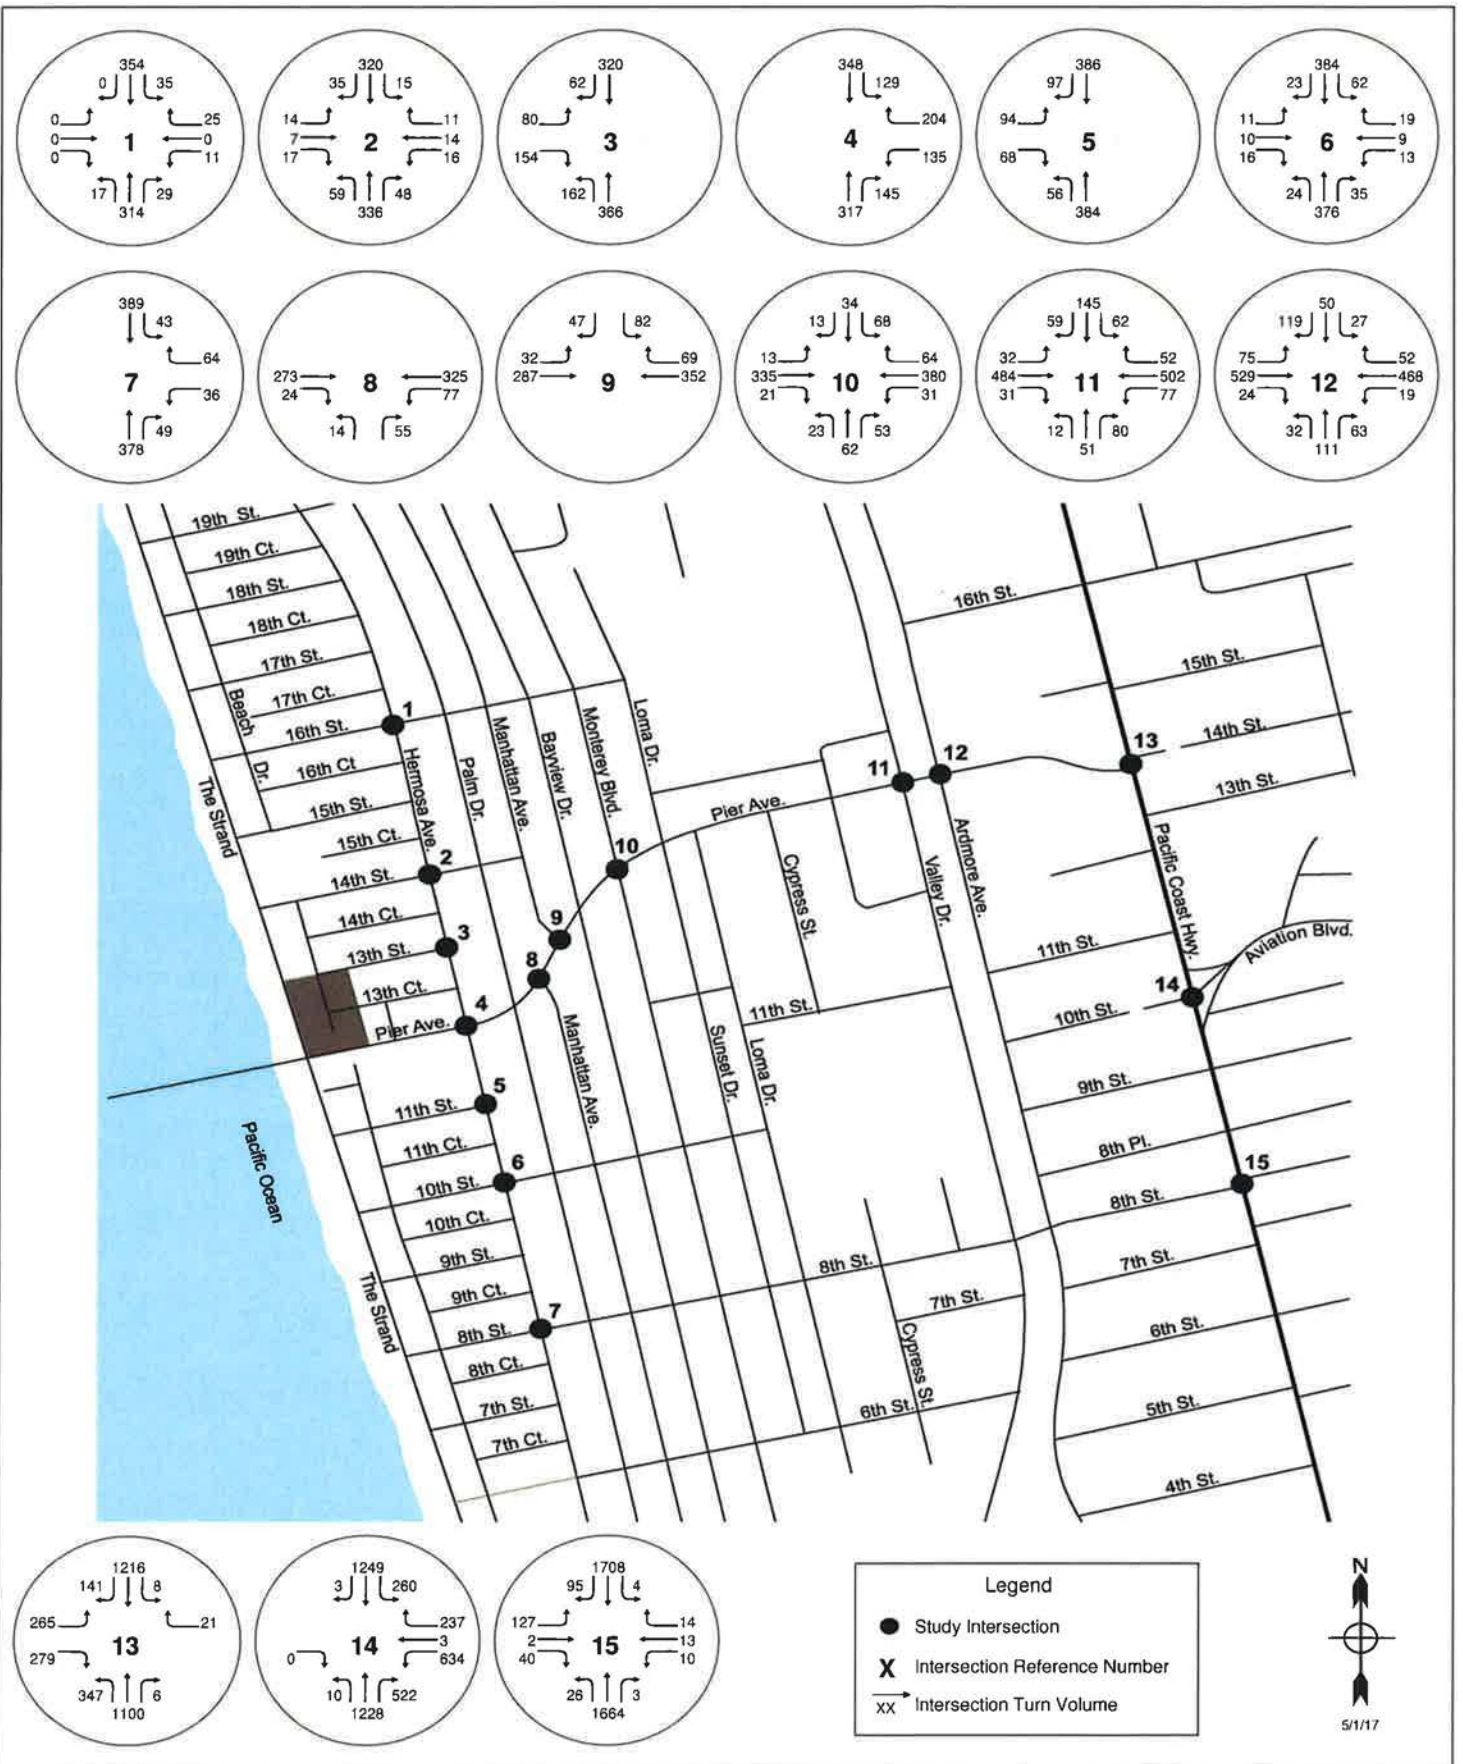 354
0 35
0 25
0 1 0
0 11
17 29
314
320
35 15
14 11
7 2 14
17 16
59 48
336
320
62
80
3
154
162
366
348
129
204
4
135
145
317
386
97
94
5
68
56
384
384
23 62
11 19
10 6 9
16 13
24 35
376
389
43
64
7 36
49
378
273 8 325
24 77
14 55
47 82
32 69
287 9 352
34
13 68
13 64
335 10 380
21 31
23 53
62
145
59 62
32 52
484 11 502
31 77
12 80
51
50
119 27
75 52
529 12 468
24 19
32 63
111
19th St.
19th Ct.
18th St.
18th Ct.
17th St.
17th Ct.
16th St.
16th Ct
15th St.
15th Ct.
14th St.
14th Ct.
13th St.
13th Ct.
Pier Ave.
11th St.
11th Ct.
10th St.
10th Ct.
9th St.
9th Ct.
8th St.
8th Ct.
7th St.
7th Ct.
Beach Dr.
The Strand
The Strand
Pacific Ocean
Hermosa Ave.
Palm Dr.
Manhattan Ave.
Bayview Dr.
Monterey Blvd.
Loma Dr.
Manhattan Ave.
Sunset Dr.
Loma Dr.
Pier Ave.
Cypress St.
11th St.
Valley Dr.
Ardmore Ave.
8th St.
7th St.
Cypress St.
6th St.
16th St.
15th St.
14th St.
13th St.
Pacific Coast Hwy.
Aviation Blvd.
11th St.
10th St.
9th St.
8th Pl.
8th St.
7th St.
6th St.
5th St.
4th St.
1
2
3
4
5
6
7
8
9
10
11
12
13
14
15
1216
141 8
265 21
13
279
347 6
1100
1249
3 260
237
14 3
0 634
10 522
1228
1708
95 4
127 14
2 15 13
40 10
26 3
1664
Legend
Study Intersection
X Intersection Reference Number
xx Intersection Turn Volume
N
5/1/17